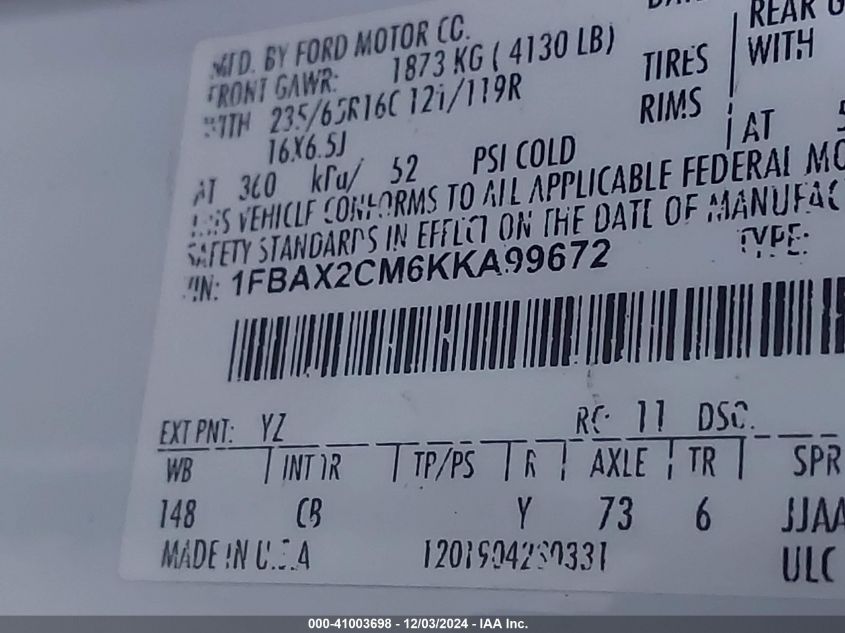 MFD. BY FORD MOTOR CO.
FRONT GAWR: 1873 KG ( 4130 LB) REAR G
WITH 235/65R16C 121/119R TIRES WITH
16X6.5J RIMS
AT 360 kPa/ 52 PSI COLD AT 5
THIS VEHICLE CONFORMS TO ALL APPLICABLE FEDERAL MO
SAFETY STANDARDS IN EFFECT ON THE DATE OF MANUFAC
VIN: 1FBAX2CM6KKA99672 TYPE:
EXT PNT: YZ RC: 11 DSO:
WB | INT TR | TP/PS | R | AXLE | TR | SPR
148 CB Y 73 6 JJAA
MADE IN U.S.A ULC
000-41003698 - 12/03/2024 - IAA Inc.